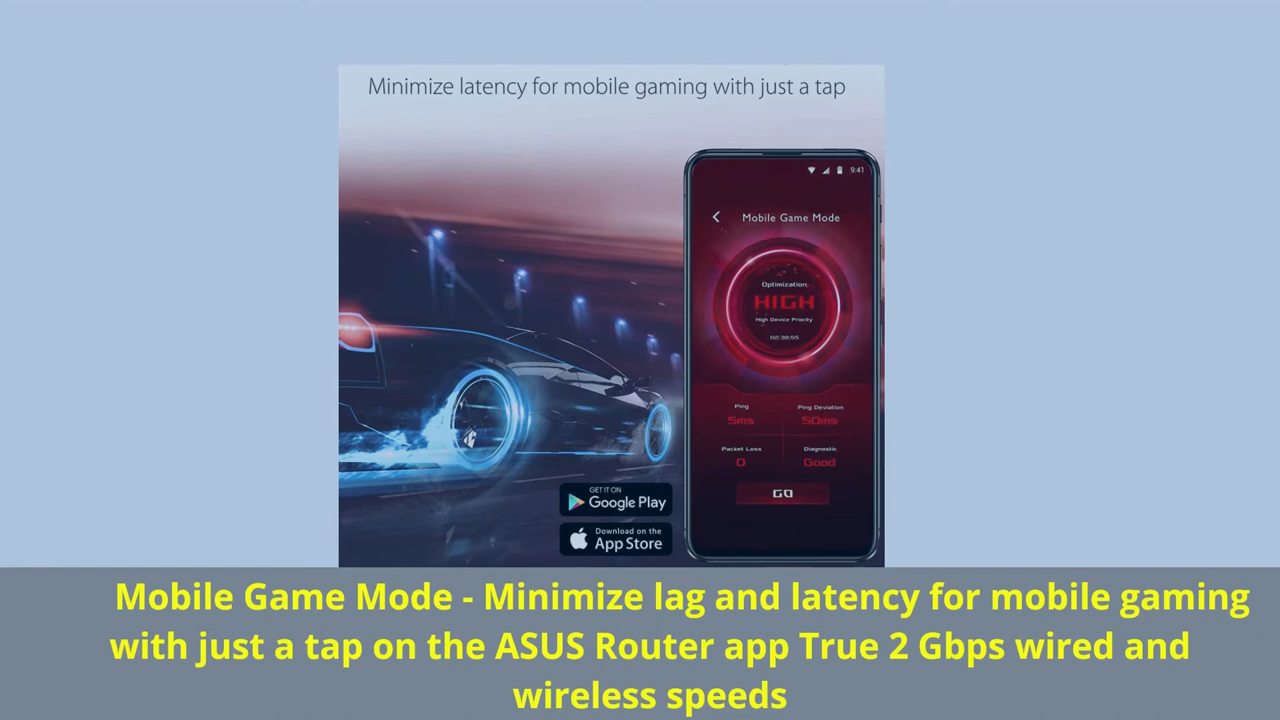 Minimize latency for mobile gaming with just a tap
9:41
Mobile Game Mode
Optimization
HIGH
High Device Priority
02:38:55
Ping
Ping Deviation
5ms
50ms
Packet Loss
Diagnostic
0
Good
GO
GET IT ON
Google Play
Download on the
App Store
Mobile Game Mode - Minimize lag and latency for mobile gaming
with just a tap on the ASUS Router app True 2 Gbps wired and
wireless speeds